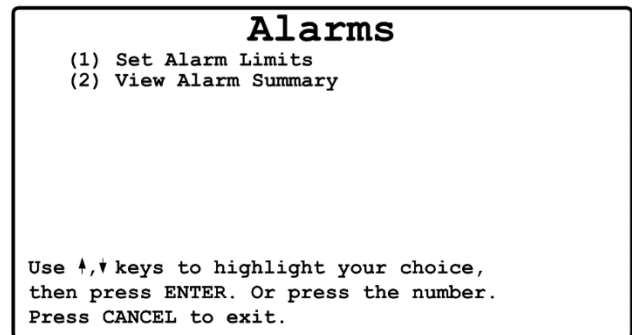 Alarms
(1) Set Alarm Limits
(2) View Alarm Summary
Use ↑,↓ keys to highlight your choice,
then press ENTER. Or press the number.
Press CANCEL to exit.